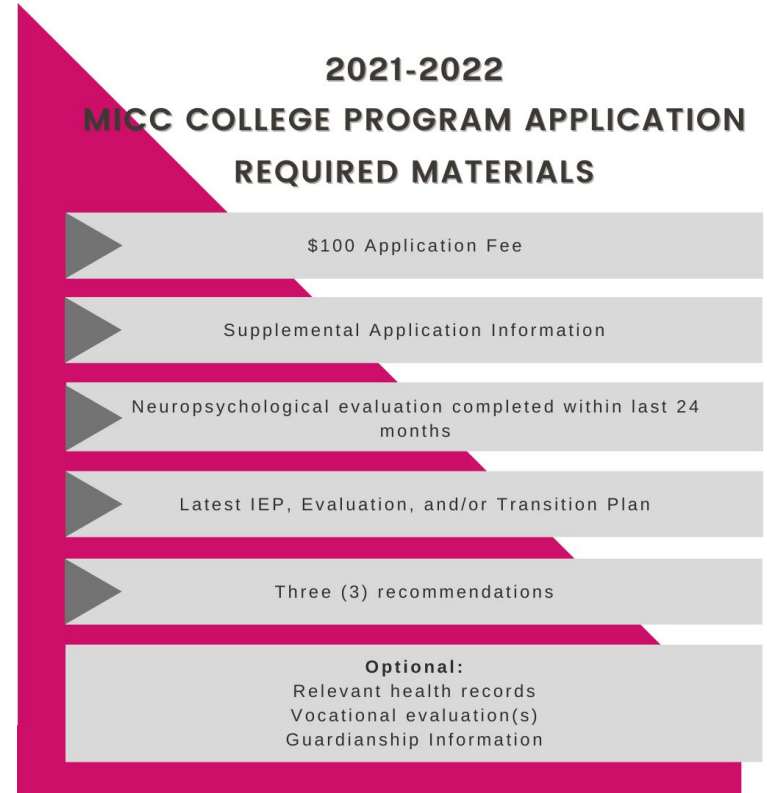 2021-2022
MICC COLLEGE PROGRAM APPLICATION
REQUIRED MATERIALS
$100 Application Fee
Supplemental Application Information
Neuropsychological evaluation completed within last 24
months
Latest IEP, Evaluation, and/or Transition Plan
Three (3) recommendations
Optional:
Relevant health records
Vocational evaluation(s)
Guardianship Information